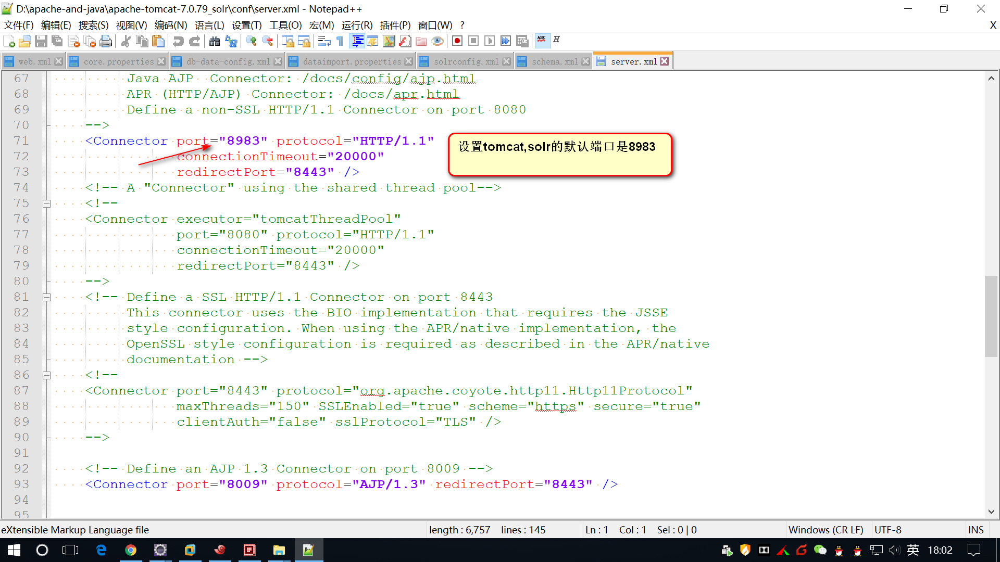 D:\apache-and-java\apache-tomcat-7.0.79_solr\conf\server.xml - Notepad++
文件(F) 编辑(E) 搜索(S) 视图(V) 编码(N) 语言(L) 设置(T) 工具(O) 宏(M) 运行(R) 插件(P) 窗口(W) ? X
ABC H
web.xml core.properties db-data-config.xml dataimport.properties solrconfig.xml schema.xml server.xml
67 Java AJP  Connector: /docs/config/ajp.html
68 APR (HTTP/AJP) Connector: /docs/apr.html
69 Define a non-SSL HTTP/1.1 Connector on port 8080
70 -->
71 <Connector port="8983" protocol="HTTP/1.1"
设置tomcat,solr的默认端口是8983
72 connectionTimeout="20000"
73 redirectPort="8443" />
74 <!-- A "Connector" using the shared thread pool-->
75 <!--
76 <Connector executor="tomcatThreadPool"
77 port="8080" protocol="HTTP/1.1"
78 connectionTimeout="20000"
79 redirectPort="8443" />
80 -->
81 <!-- Define a SSL HTTP/1.1 Connector on port 8443
82 This connector uses the BIO implementation that requires the JSSE
83 style configuration. When using the APR/native implementation, the
84 OpenSSL style configuration is required as described in the APR/native
85 documentation -->
86 <!--
87 <Connector port="8443" protocol="org.apache.coyote.http11.Http11Protocol"
88 maxThreads="150" SSLEnabled="true" scheme="https" secure="true"
89 clientAuth="false" sslProtocol="TLS" />
90 -->
91
92 <!-- Define an AJP 1.3 Connector on port 8009 -->
93 <Connector port="8009" protocol="AJP/1.3" redirectPort="8443" />
94
95
eXtensible Markup Language file length : 6,757 lines : 145 Ln : 1 Col : 1 Sel : 0 | 0 Windows (CR LF) UTF-8 INS
英 18:02